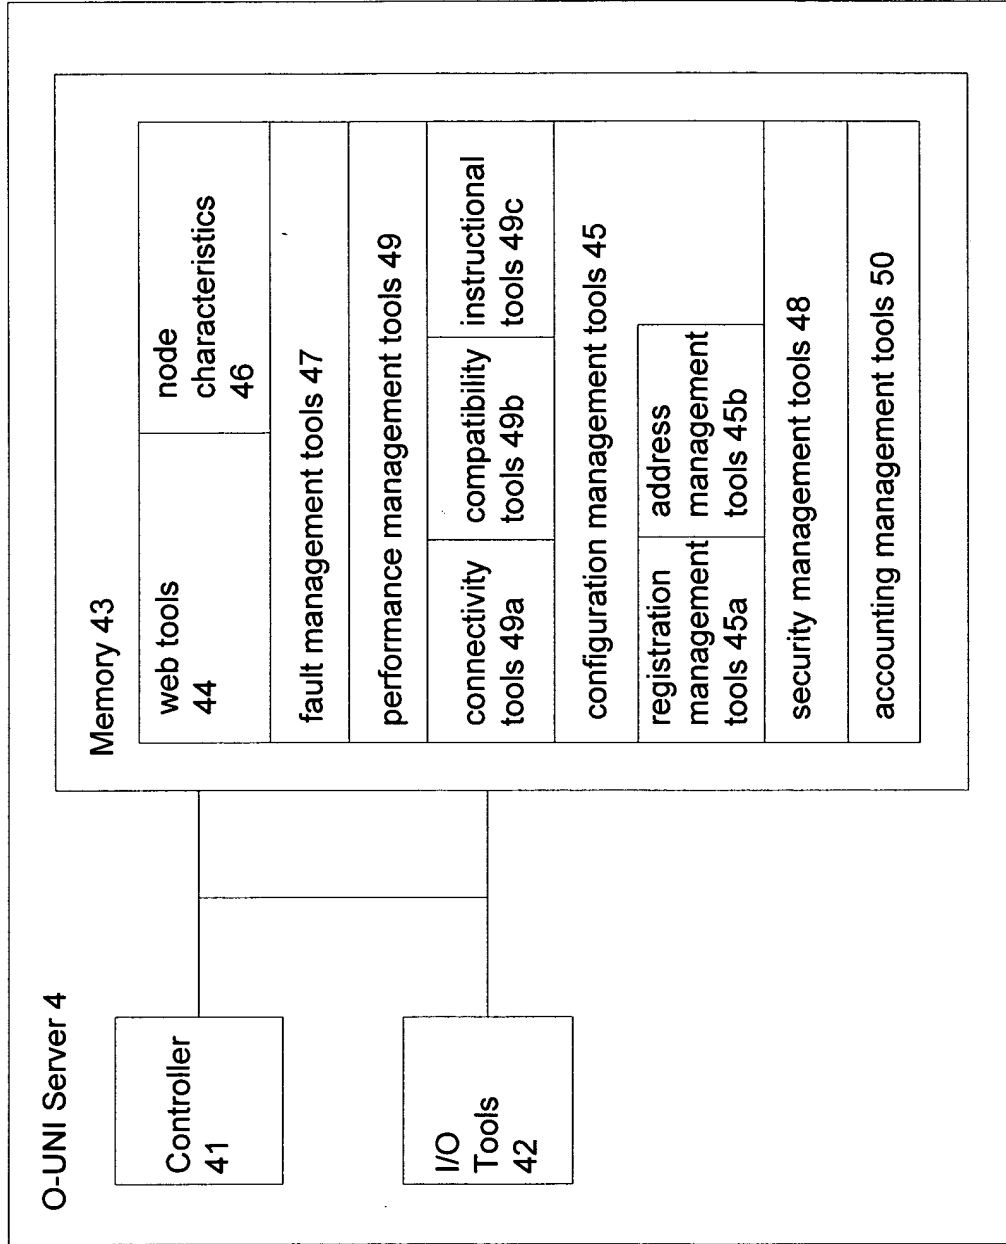 O-UNI Server 4
Controller
41
I/O
Tools
42
Memory 43
web tools
44
node
characteristics
46
fault management tools 47
performance management tools 49
connectivity
tools 49a
compatibility
tools 49b
instructional
tools 49c
configuration management tools 45
registration
management
tools 45a
address
management
tools 45b
security management tools 48
accounting management tools 50